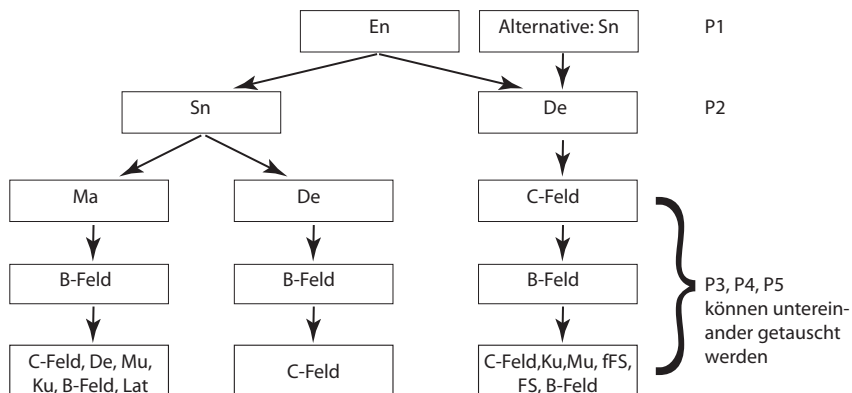 En
Alternative: Sn
P1
Sn
De
P2
Ma
De
C-Feld
B-Feld
B-Feld
B-Feld
P3, P4, P5
können unterein-
ander getauscht
werden
C-Feld, De, Mu,
Ku, B-Feld, Lat
C-Feld
C-Feld,Ku,Mu, fFS,
FS, B-Feld